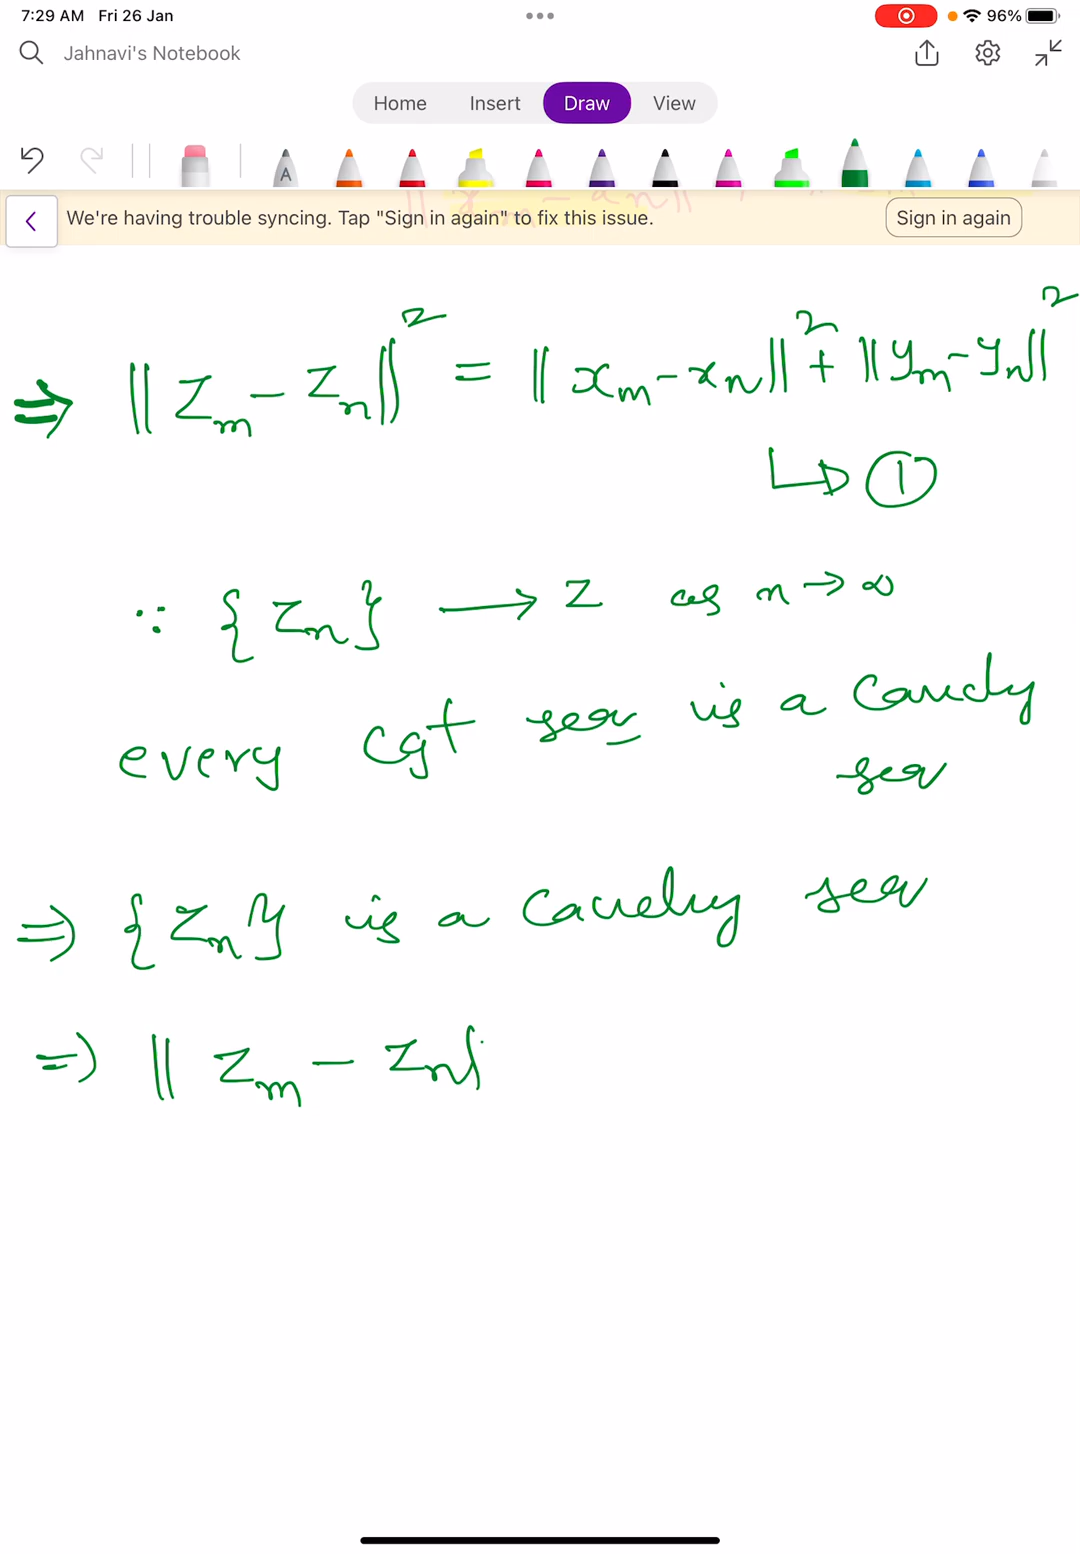 7:29 AM Fri 26 Jan
96%
Jahnavi's Notebook
Home Insert Draw View
A
We're having trouble syncing. Tap "Sign in again" to fix this issue.
Sign in again
⇒ ‖ Zm − Zn ‖² = ‖ xm − xn ‖² + ‖ ym − yn ‖²
↳ ①
∵ { Zn } ⟶ Z as n → ∞
every cgt seq is a Cauchy
seq
⇒ { Zn } is a Cauchy seq
⇒ ‖ Zm − Zn |